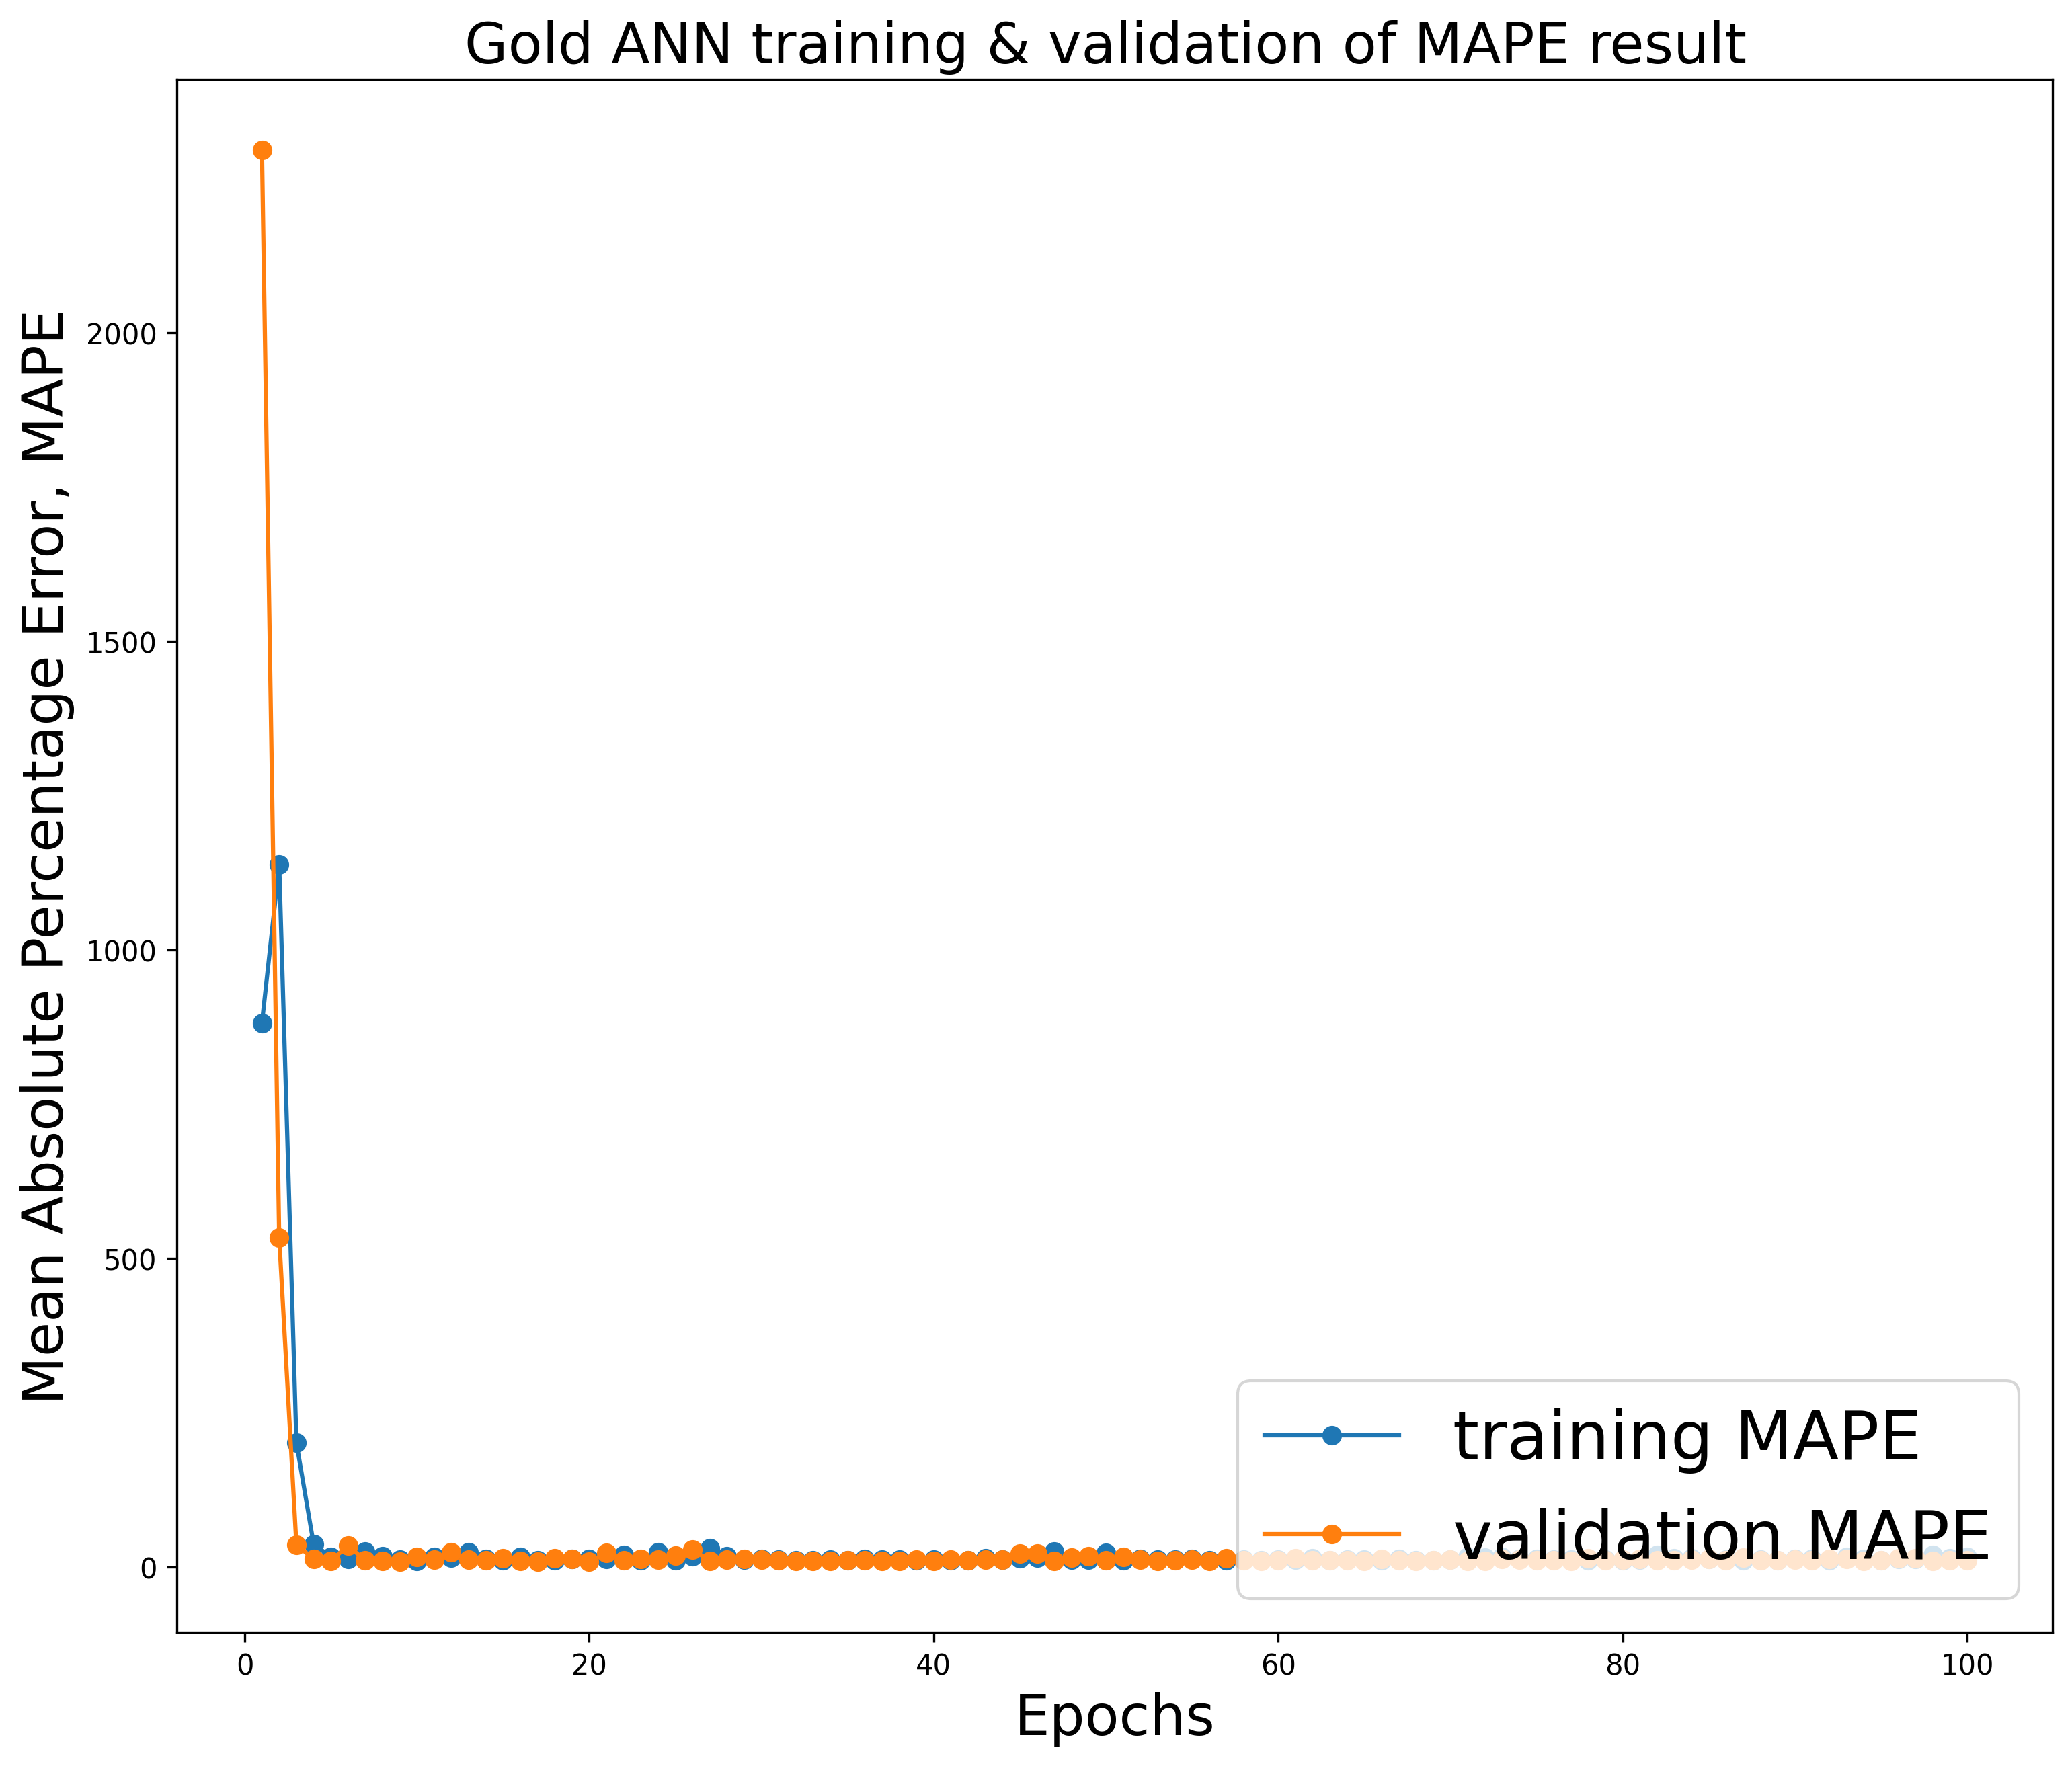 Gold ANN training & validation of MAPE result
Mean Absolute Percentage Error, MAPE
2000
1500
1000
500
0
training MAPE
validation MAPE
0 20 40 60 80 100
Epochs